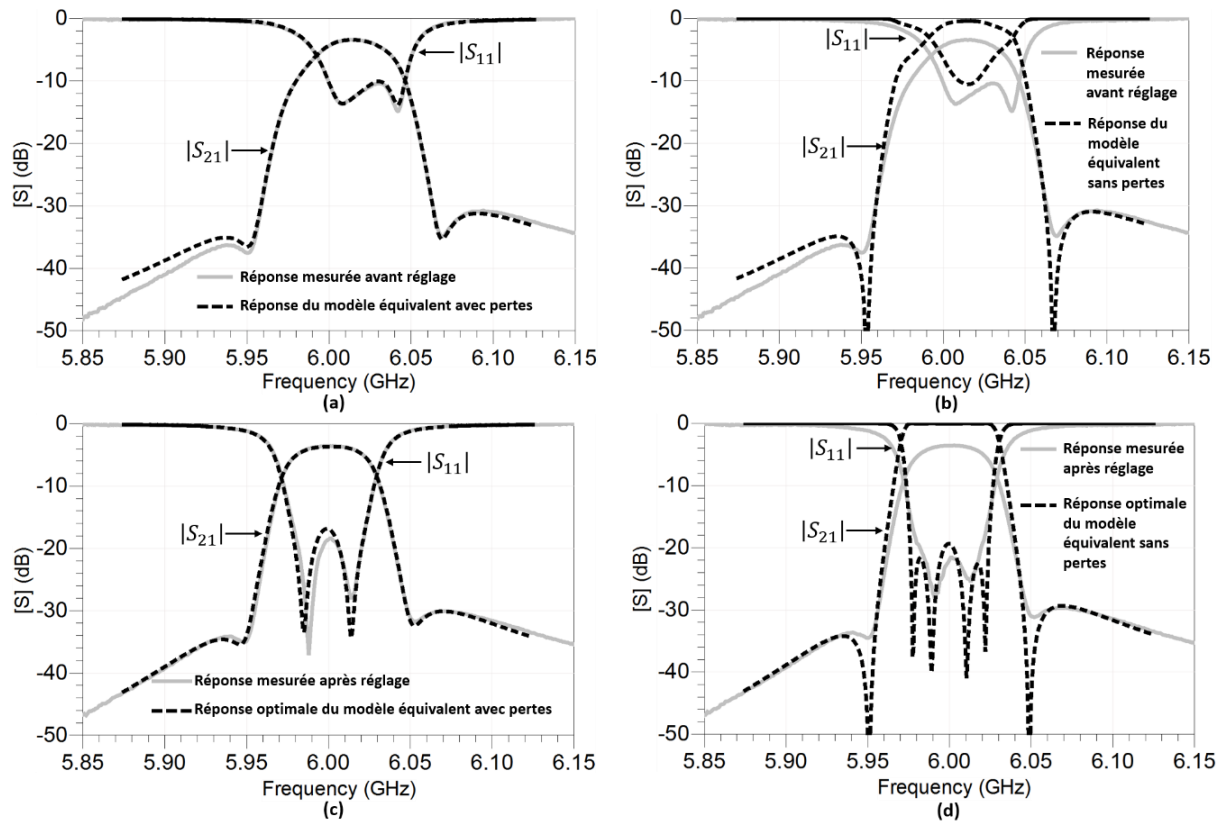 0
-10
-20
-30
-40
-50
[S] (dB)
|S11|
|S21|
Réponse mesurée avant réglage
Réponse du modèle équivalent avec pertes
5.85 5.90 5.95 6.00 6.05 6.10 6.15
Frequency (GHz)
(a)
0
-10
-20
-30
-40
-50
[S] (dB)
|S11|
|S21|
Réponse
mesurée
avant réglage
Réponse du
modèle
équivalent
sans pertes
5.85 5.90 5.95 6.00 6.05 6.10 6.15
Frequency (GHz)
(b)
0
-10
-20
-30
-40
-50
[S] (dB)
|S11|
|S21|
Réponse mesurée après réglage
Réponse optimale du modèle équivalent avec pertes
5.85 5.90 5.95 6.00 6.05 6.10 6.15
Frequency (GHz)
(c)
0
-10
-20
-30
-40
-50
[S] (dB)
|S11|
|S21|
Réponse mesurée
après réglage
Réponse optimale
du modèle
équivalent sans
pertes
5.85 5.90 5.95 6.00 6.05 6.10 6.15
Frequency (GHz)
(d)